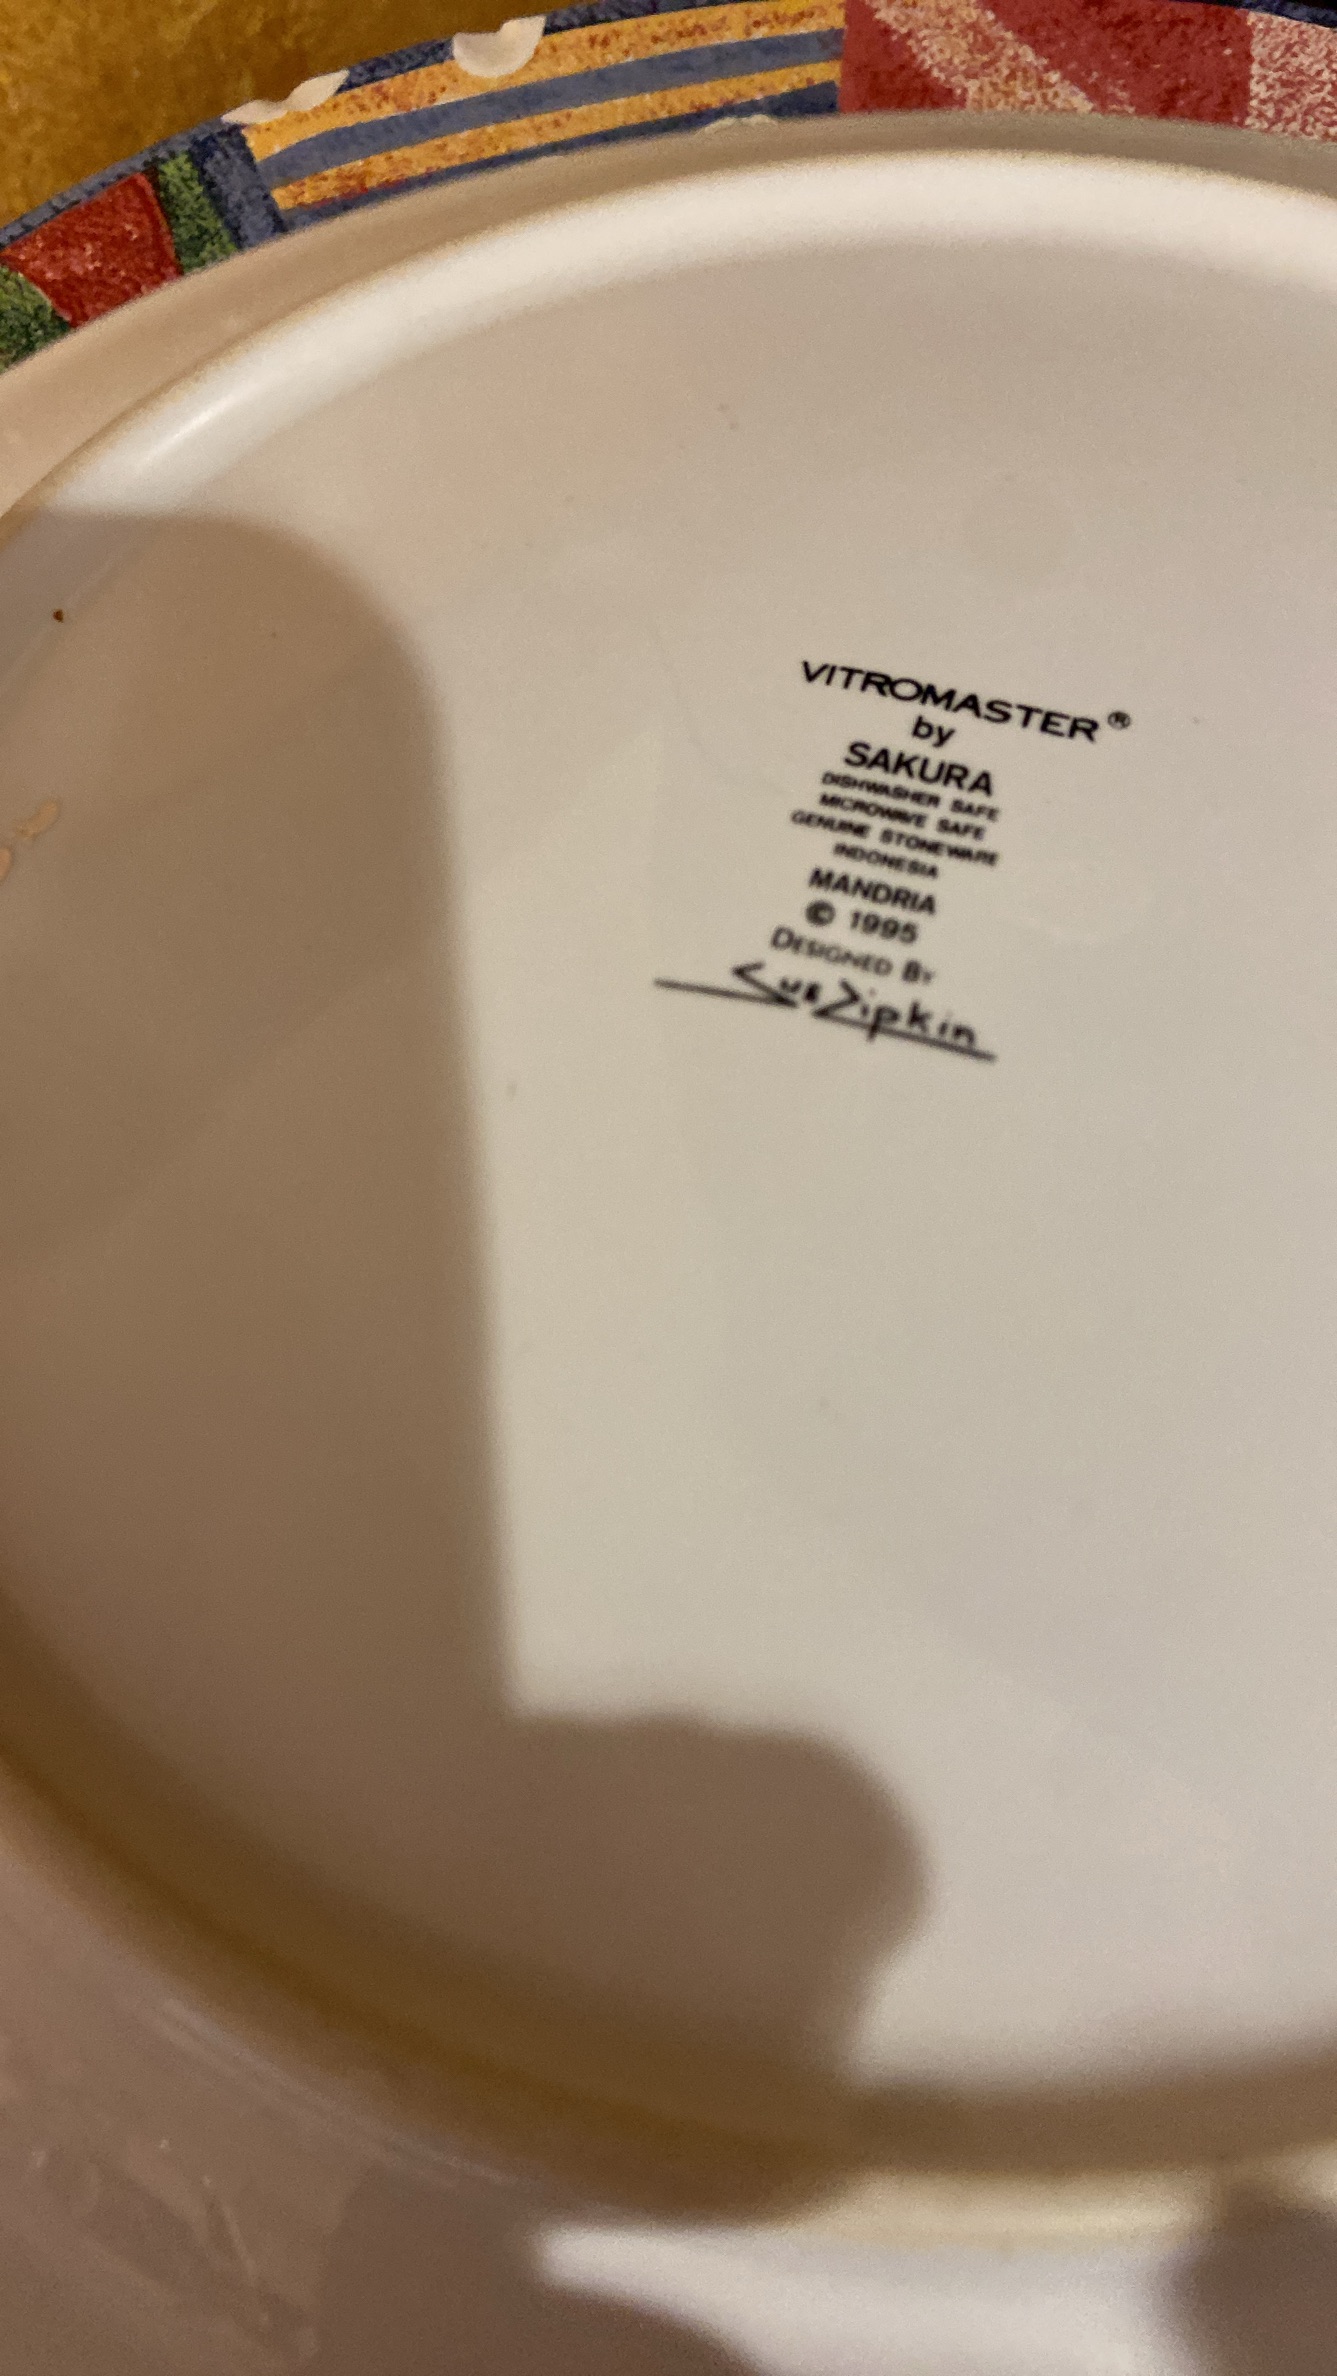 VITROMASTER®
by
SAKURA
DISHWASHER SAFE
MICROWAVE SAFE
GENUINE STONEWARE
INDONESIA
MANDRIA
© 1995
DESIGNED BY
Sue Zipkin